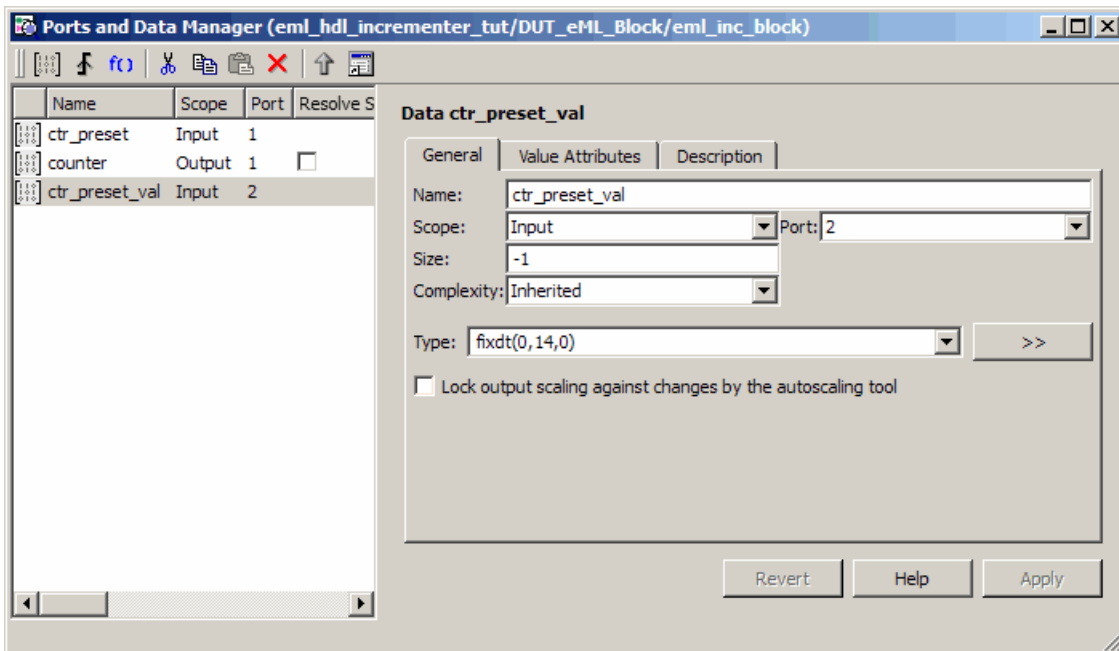 Ports and Data Manager (eml_hdl_incrementer_tut/DUT_eML_Block/eml_inc_block)
f()
Name Scope Port Resolve S
ctr_preset Input 1
counter Output 1
ctr_preset_val Input 2
Data ctr_preset_val
General Value Attributes Description
Name: ctr_preset_val
Scope: Input Port: 2
Size: -1
Complexity: Inherited
Type: fixdt(0,14,0) >>
Lock output scaling against changes by the autoscaling tool
Revert Help Apply